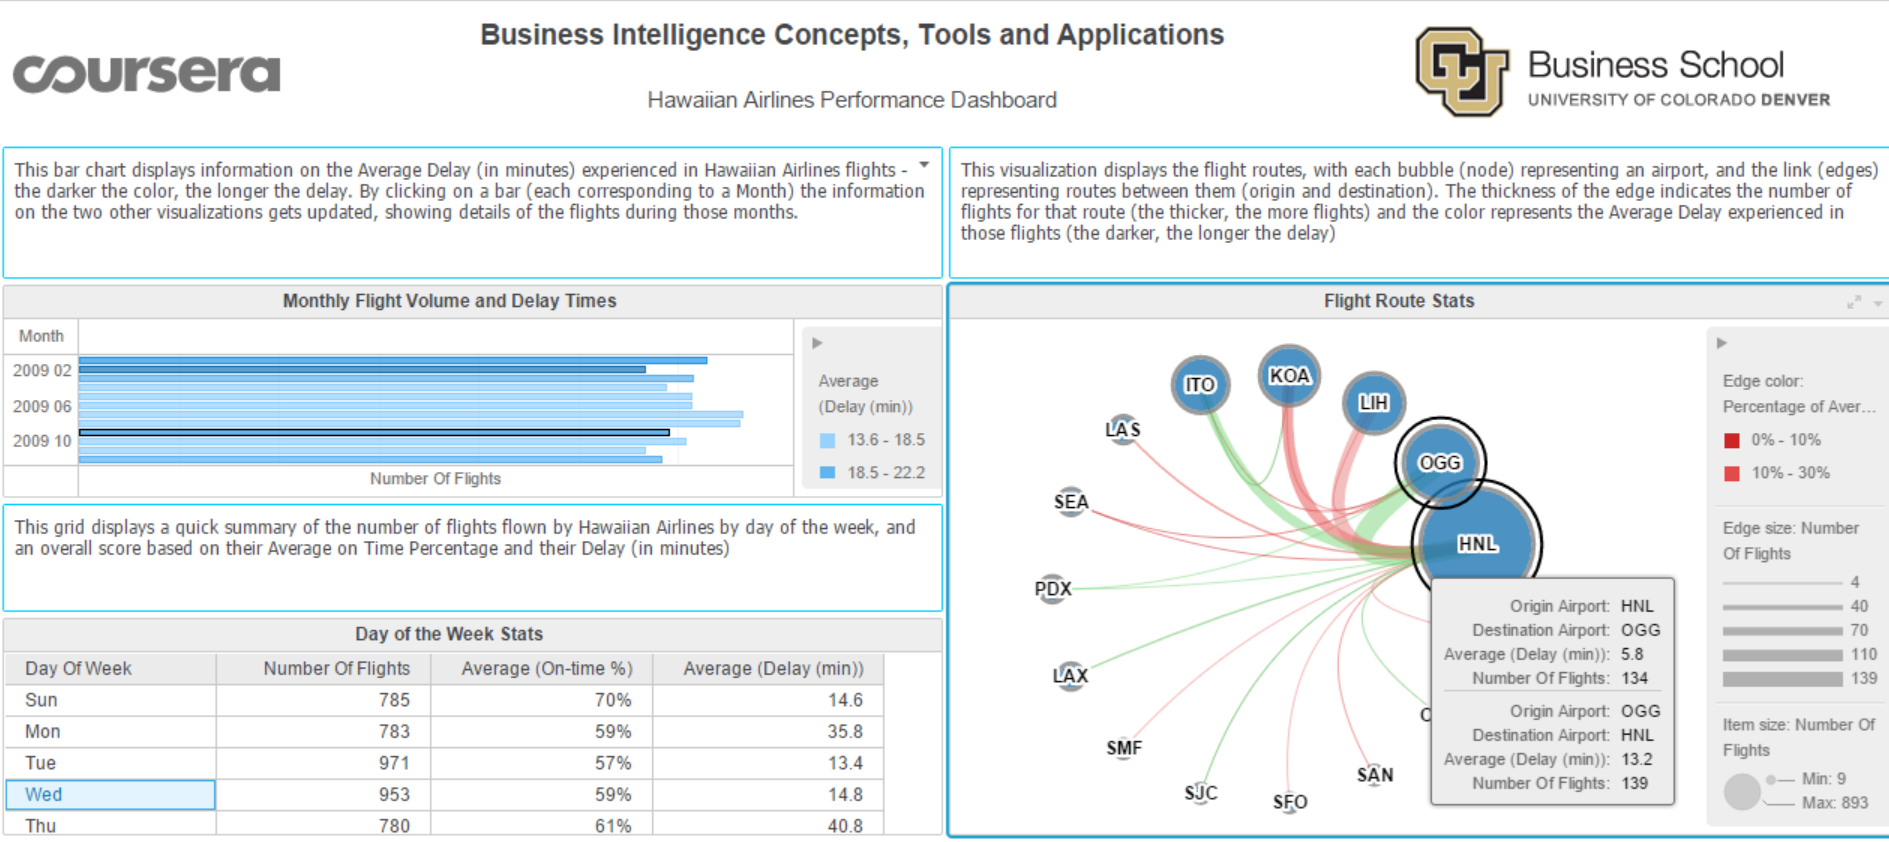 coursera
Business Intelligence Concepts, Tools and Applications
Hawaiian Airlines Performance Dashboard
CU
Business School
UNIVERSITY OF COLORADO DENVER
This bar chart displays information on the Average Delay (in minutes) experienced in Hawaiian Airlines flights -
the darker the color, the longer the delay. By clicking on a bar (each corresponding to a Month) the information
on the two other visualizations gets updated, showing details of the flights during those months.
This visualization displays the flight routes, with each bubble (node) representing an airport, and the link (edges)
representing routes between them (origin and destination). The thickness of the edge indicates the number of
flights for that route (the thicker, the more flights) and the color represents the Average Delay experienced in
those flights (the darker, the longer the delay)
Monthly Flight Volume and Delay Times
Month
2009 02
2009 06
2009 10
Number Of Flights
Average
(Delay (min))
13.6 - 18.5
18.5 - 22.2
This grid displays a quick summary of the number of flights flown by Hawaiian Airlines by day of the week, and
an overall score based on their Average on Time Percentage and their Delay (in minutes)
Day of the Week Stats
Day Of Week Number Of Flights Average (On-time %) Average (Delay (min))
Sun 785 70% 14.6
Mon 783 59% 35.8
Tue 971 57% 13.4
Wed 953 59% 14.8
Thu 780 61% 40.8
Flight Route Stats
ITO
KOA
LIH
LAS
OGG
SEA
HNL
PDX
LAX
SMF
SJC
SFO
SAN
Origin Airport: HNL
Destination Airport: OGG
Average (Delay (min)): 5.8
Number Of Flights: 134
Origin Airport: OGG
Destination Airport: HNL
Average (Delay (min)): 13.2
Number Of Flights: 139
Edge color:
Percentage of Aver...
0% - 10%
10% - 30%
Edge size: Number
Of Flights
4
40
70
110
139
Item size: Number Of
Flights
Min: 9
Max: 893